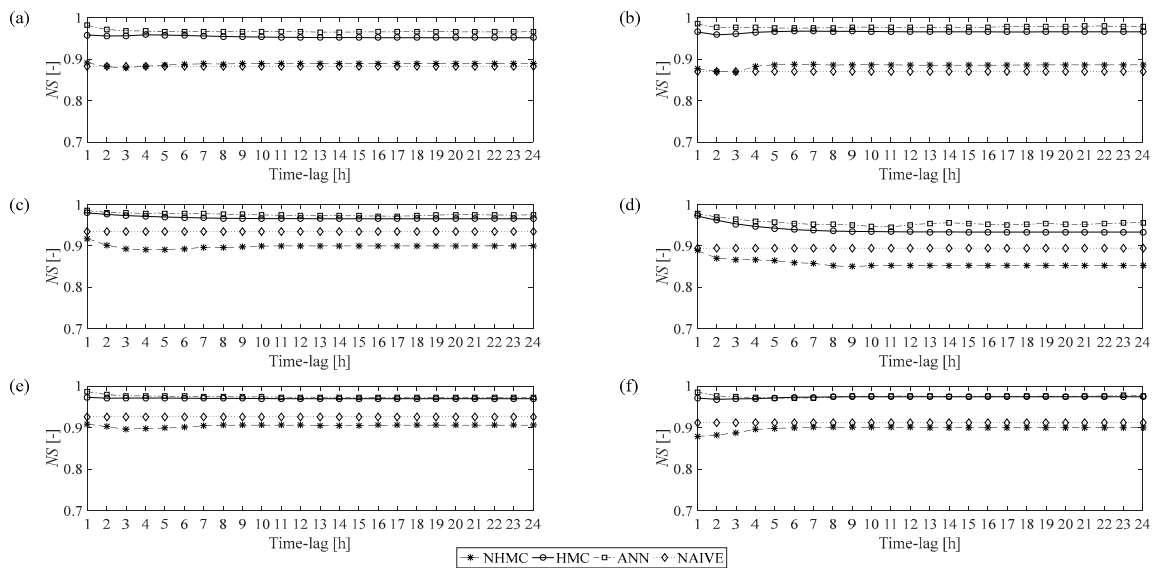 (a)
1
0.9
0.8
0.7
NS [-]
1 2 3 4 5 6 7 8 9 10 11 12 13 14 15 16 17 18 19 20 21 22 23 24
Time-lag [h]
(b)
1
0.9
0.8
0.7
NS [-]
1 2 3 4 5 6 7 8 9 10 11 12 13 14 15 16 17 18 19 20 21 22 23 24
Time-lag [h]
(c)
1
0.9
0.8
0.7
NS [-]
1 2 3 4 5 6 7 8 9 10 11 12 13 14 15 16 17 18 19 20 21 22 23 24
Time-lag [h]
(d)
1
0.9
0.8
0.7
NS [-]
1 2 3 4 5 6 7 8 9 10 11 12 13 14 15 16 17 18 19 20 21 22 23 24
Time-lag [h]
(e)
1
0.9
0.8
0.7
NS [-]
1 2 3 4 5 6 7 8 9 10 11 12 13 14 15 16 17 18 19 20 21 22 23 24
Time-lag [h]
(f)
1
0.9
0.8
0.7
NS [-]
1 2 3 4 5 6 7 8 9 10 11 12 13 14 15 16 17 18 19 20 21 22 23 24
Time-lag [h]
NHMC HMC ANN NAIVE